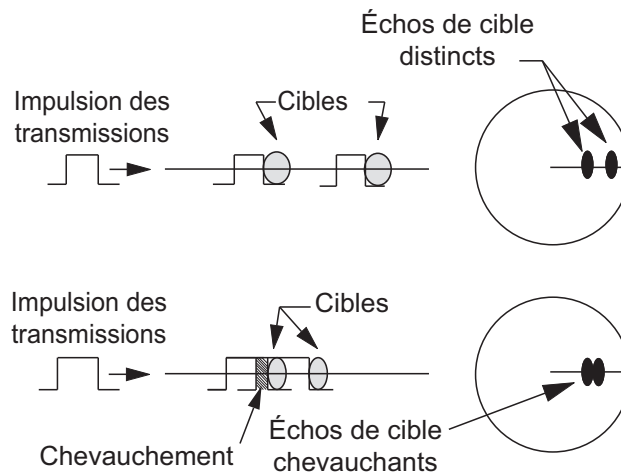 Échos de cible
distincts
Impulsion des
transmissions
Cibles
Impulsion des
transmissions
Cibles
Chevauchement
Échos de cible
chevauchants